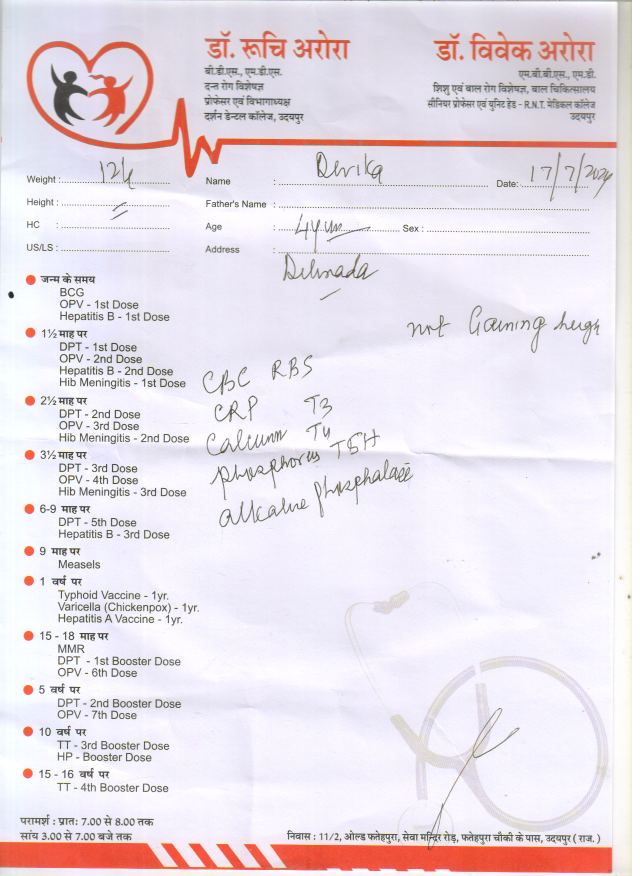 डॉ. रूचि अरोरा
बी.डी.एस., एम.डी.एस.
दन्त रोग विशेषज्ञ
प्रोफेसर एवं विभागाध्यक्ष
दर्शन डेन्टल कॉलेज, उदयपुर
डॉ. विवेक अरोरा
एम.बी.बी.एस., एम.डी.
शिशु एवं बाल रोग विशेषज्ञ, बाल चिकित्सालय
सीनियर प्रोफेसर एवं युनिट हेड - R.N.T. मेडिकल कॉलेज
उदयपुर
Weight : 12 Name : Devika Date: 17/7/2024
Height : Father's Name :
HC : Age : 4 Sex :
US/LS : Address :
जन्म के समय
BCG
OPV - 1st Dose
Hepatitis B - 1st Dose
not Gaining heigh
1½ माह पर
DPT - 1st Dose
OPV - 2nd Dose
Hepatitis B - 2nd Dose
Hib Meningitis - 1st Dose
CBC RBS
2½ माह पर
DPT - 2nd Dose
OPV - 3rd Dose
Hib Meningitis - 2nd Dose
CRP T3
Calcium T4
3½ माह पर
DPT - 3rd Dose
OPV - 4th Dose
Hib Meningitis - 3rd Dose
phosphorus TSH
alkaline phosphalase
6-9 माह पर
DPT - 5th Dose
Hepatitis B - 3rd Dose
9 माह पर
Measels
1 वर्ष पर
Typhoid Vaccine - 1yr.
Varicella (Chickenpox) - 1yr.
Hepatitis A Vaccine - 1yr.
15 - 18 माह पर
MMR
DPT - 1st Booster Dose
OPV - 6th Dose
5 वर्ष पर
DPT - 2nd Booster Dose
OPV - 7th Dose
10 वर्ष पर
TT - 3rd Booster Dose
HP - Booster Dose
15 - 16 वर्ष पर
TT - 4th Booster Dose
परामर्श : प्रातः 7.00 से 8.00 तक
सांय 3.00 से 7.00 बजे तक
निवास : 11/2, ओल्ड फतेहपुरा, सेवा मन्दिर रोड़, फतेहपुरा चौकी के पास, उदयपुर ( राज. )